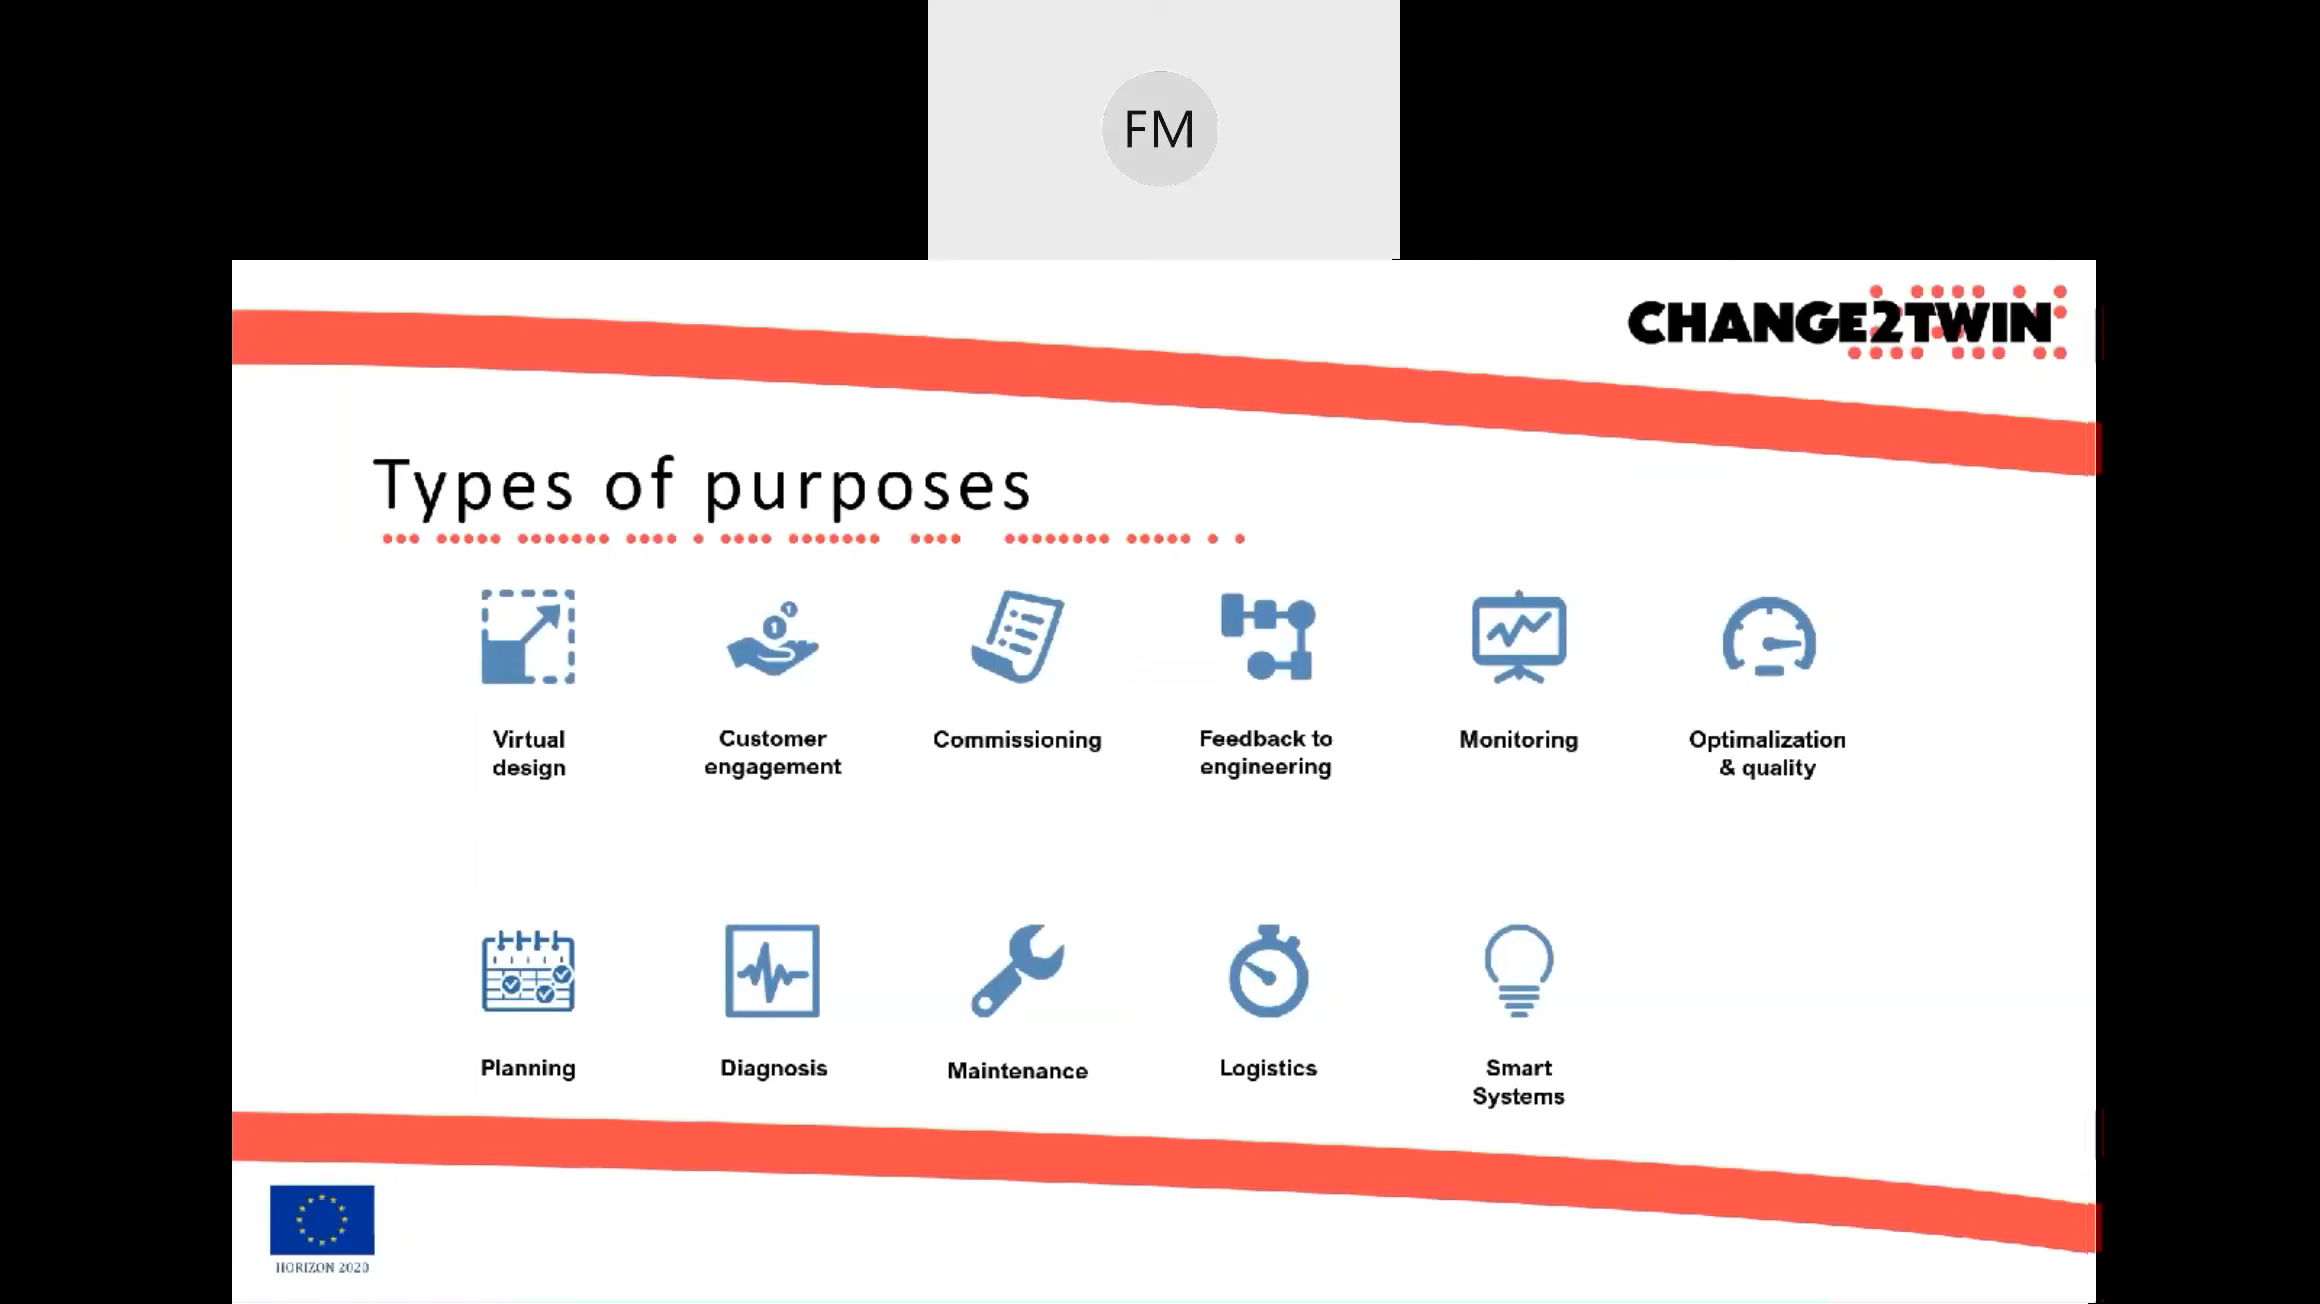 FM
CHANGE2TWIN
Types of purposes
Virtual
design
Customer
engagement
Commissioning
Feedback to
engineering
Monitoring
Optimalization
& quality
Planning
Diagnosis
Maintenance
Logistics
Smart
Systems
HORIZON 2020